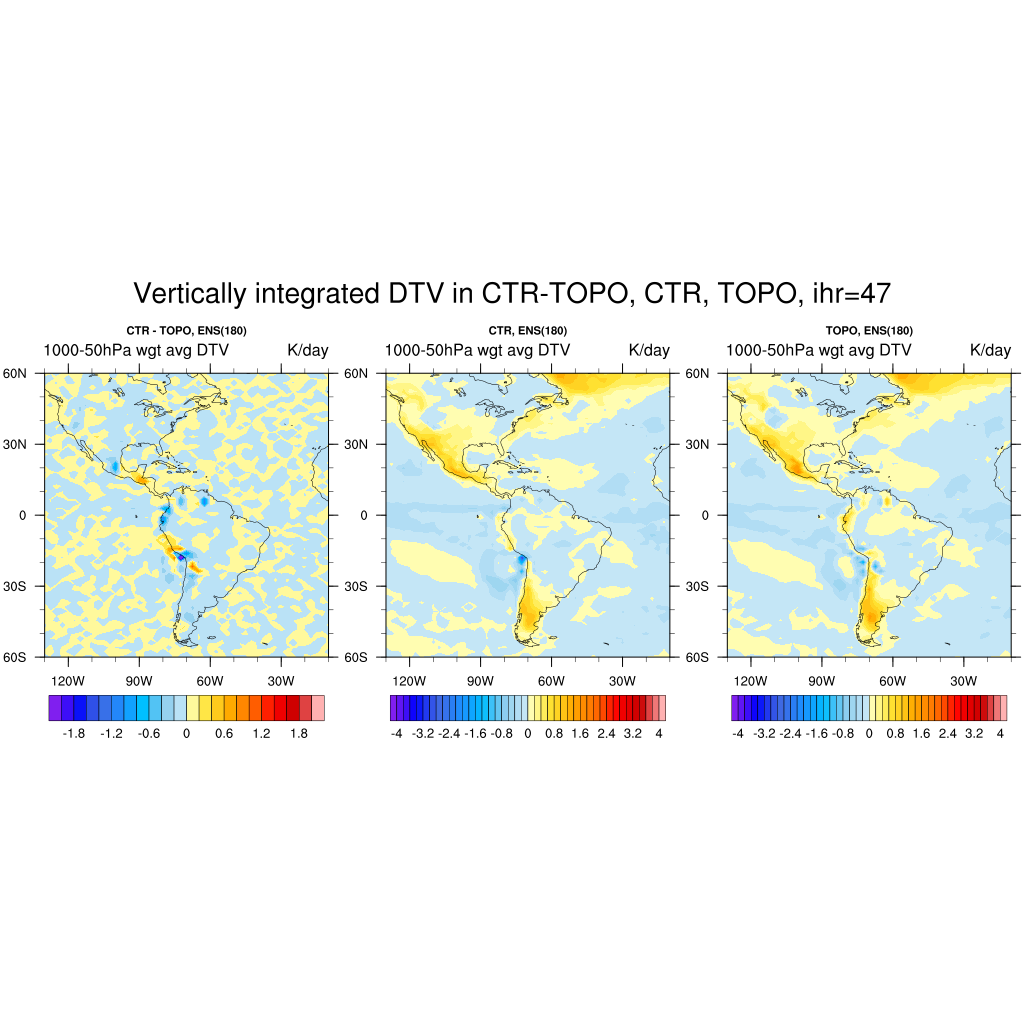 Vertically integrated DTV in CTR-TOPO, CTR, TOPO, ihr=47
CTR - TOPO, ENS(180)
1000-50hPa wgt avg DTV K/day
60N
30N
0
30S
60S
120W 90W 60W 30W
-1.8 -1.2 -0.6 0 0.6 1.2 1.8
CTR, ENS(180)
1000-50hPa wgt avg DTV K/day
60N
30N
0
30S
60S
120W 90W 60W 30W
-4 -3.2 -2.4 -1.6 -0.8 0 0.8 1.6 2.4 3.2 4
TOPO, ENS(180)
1000-50hPa wgt avg DTV K/day
60N
30N
0
30S
60S
120W 90W 60W 30W
-4 -3.2 -2.4 -1.6 -0.8 0 0.8 1.6 2.4 3.2 4